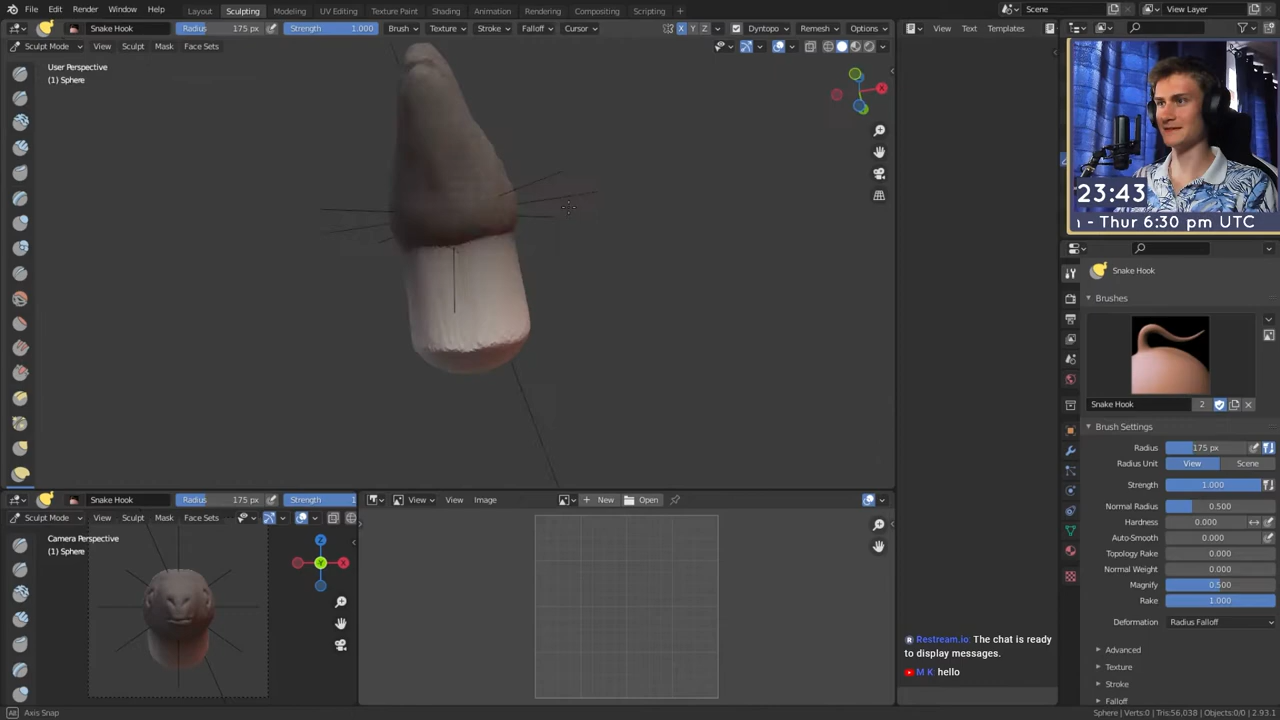 File Edit Render Window Help Layout Sculpting Modeling UV Editing Texture Paint Shading Animation Rendering Compositing Scripting + Scene View Layer
Snake Hook Radius 175 px Strength 1.000 Brush Texture Stroke Falloff Cursor X Y Z Dyntopo Remesh Options View Text Templates
Sculpt Mode View Sculpt Mask Face Sets
User Perspective
(1) Sphere
X
23:43
- Thur 6:30 pm UTC
Snake Hook
Brushes
Snake Hook 2
Brush Settings
Radius 175 px
Radius Unit View Scene
Strength 1.000
Normal Radius 0.500
Hardness 0.000
Auto-Smooth 0.000
Topology Rake 0.000
Normal Weight 0.000
Magnify 0.500
Rake 1.000
Deformation Radius Falloff
Advanced
Texture
Stroke
Falloff
Snake Hook Radius 175 px Strength 1 View View Image + New Open
Sculpt Mode View Sculpt Mask Face Sets
Camera Perspective
(1) Sphere
Z
Y
X
Restream.io: The chat is ready
to display messages.
M K hello
Alt Axis Snap Sphere | Verts:0 | Tris:56,038 | Objects:0/0 | 2.93.1